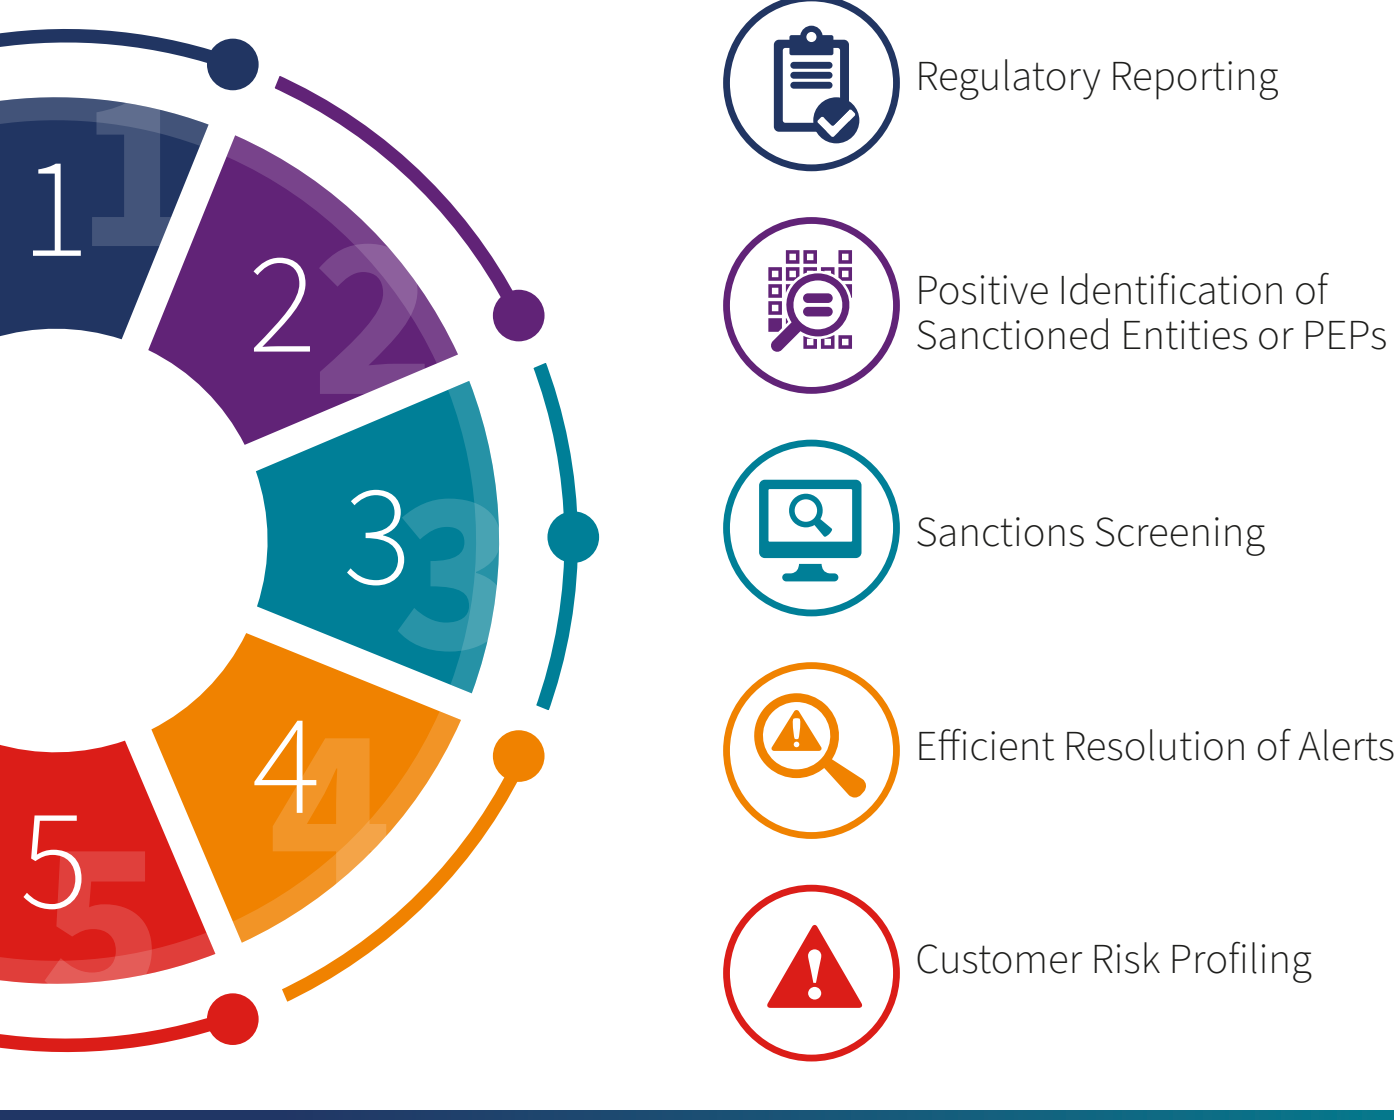 1
Regulatory Reporting
2
Positive Identification of
Sanctioned Entities or PEPs
3
Sanctions Screening
4
Efficient Resolution of Alerts
5
Customer Risk Profiling